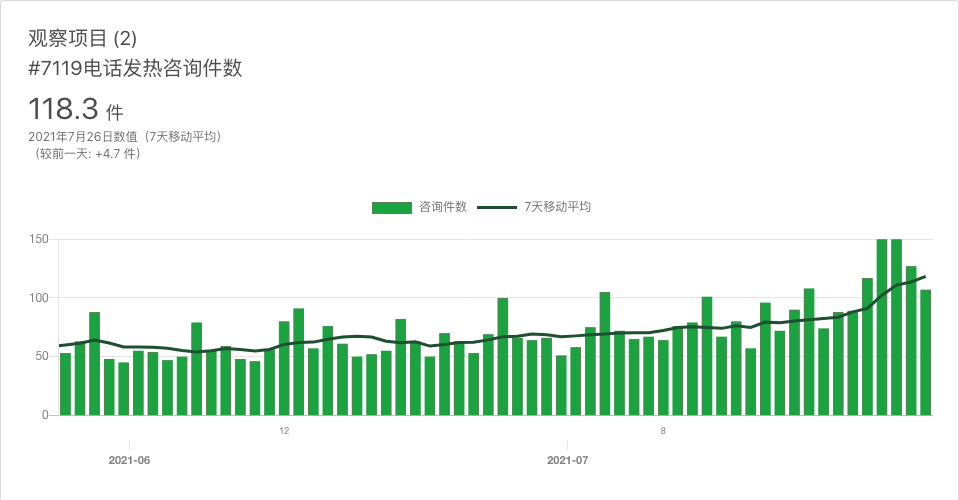 观察项目 (2)
#7119电话发热咨询件数
118.3 件
2021年7月26日数值（7天移动平均）
（较前一天: +4.7 件）
咨询件数 7天移动平均
150
100
50
0
12 8
2021-06 2021-07